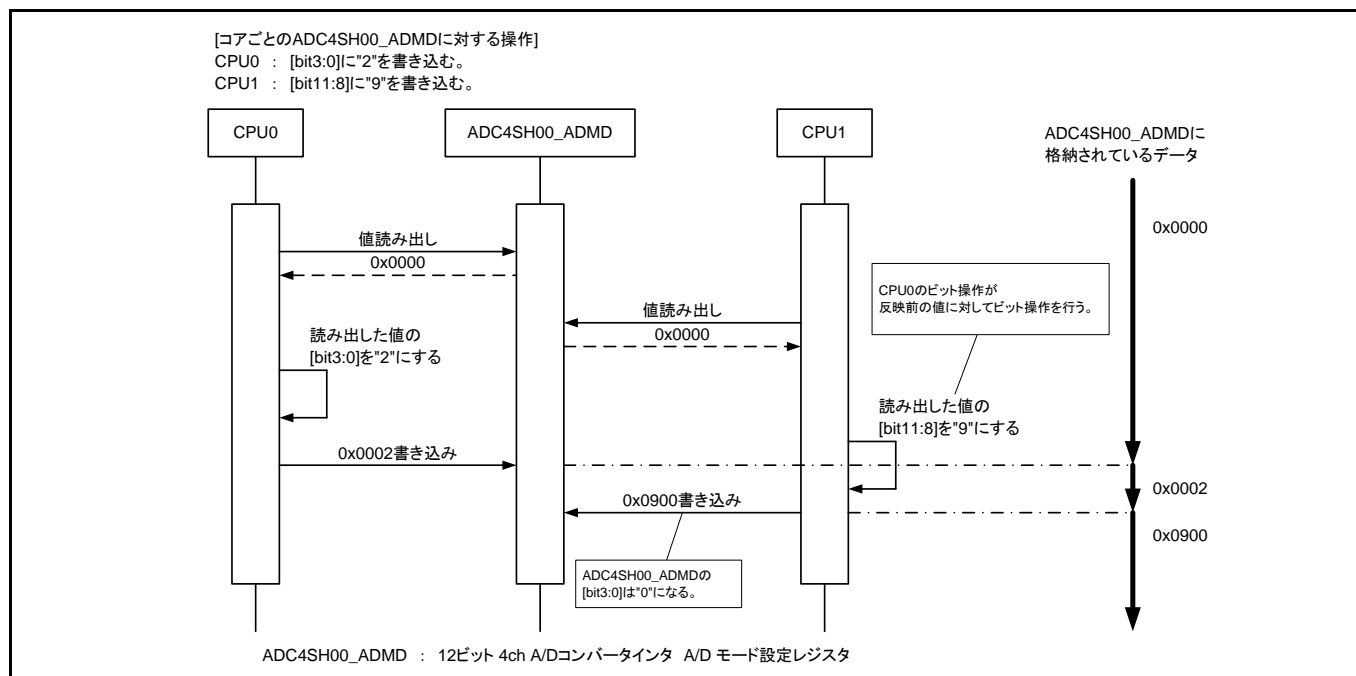 [コアごとのADC4SH00_ADMDに対する操作]
CPU0 : [bit3:0]に"2"を書き込む。
CPU1 : [bit11:8]に"9"を書き込む。
CPU0
ADC4SH00_ADMD
CPU1
ADC4SH00_ADMDに
格納されているデータ
0x0000
値読み出し
0x0000
CPU0のビット操作が
反映前の値に対してビット操作を行う。
値読み出し
0x0000
読み出した値の
[bit3:0]を"2"にする
読み出した値の
[bit11:8]を"9"にする
0x0002書き込み
0x0002
0x0900書き込み
0x0900
ADC4SH00_ADMDの
[bit3:0]は"0"になる。
ADC4SH00_ADMD : 12ビット 4ch A/Dコンバータインタ A/D モード設定レジスタ